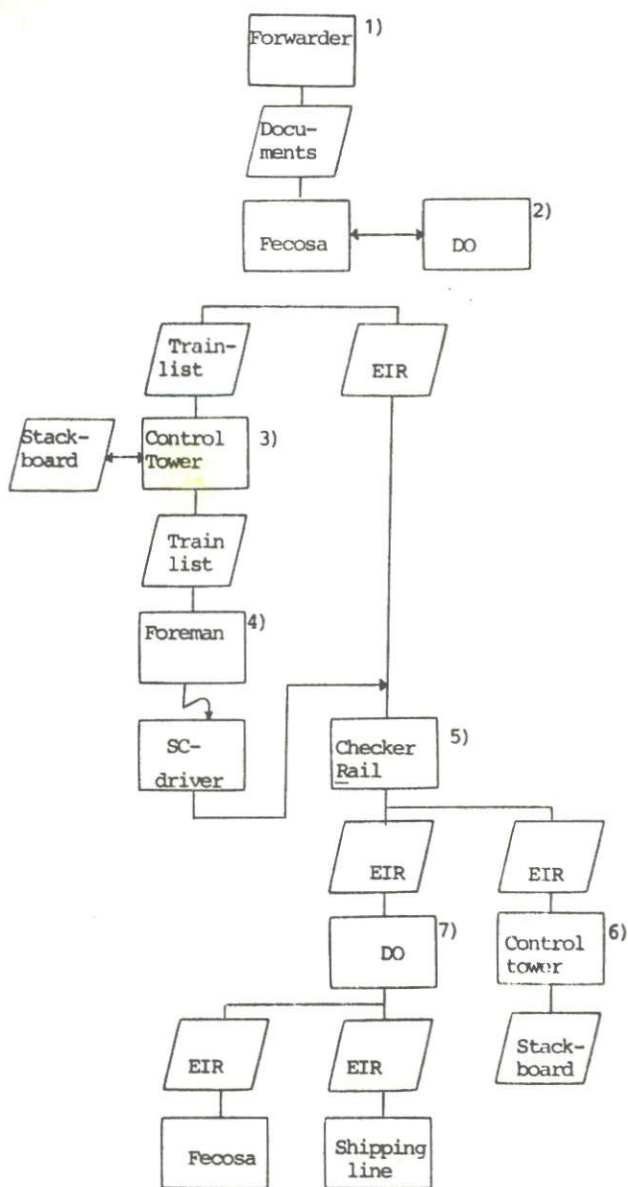 Forwarder
1)
Docu-
ments
Fecosa
DO
2)
Train-
list
EIR
Stack-
board
Control
Tower
3)
Train
list
Foreman
4)
SC-
driver
Checker
Rail
5)
EIR
EIR
DO
7)
Control
tower
6)
EIR
EIR
Stack-
board
Fecosa
Shipping
line